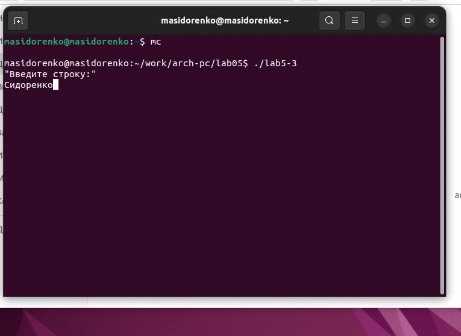 masidorenko@masidorenko: ~
masidorenko@masidorenko:~$ mc
masidorenko@masidorenko:~/work/arch-pc/lab05$ ./lab5-3
"Введите строку:"
Сидоренко